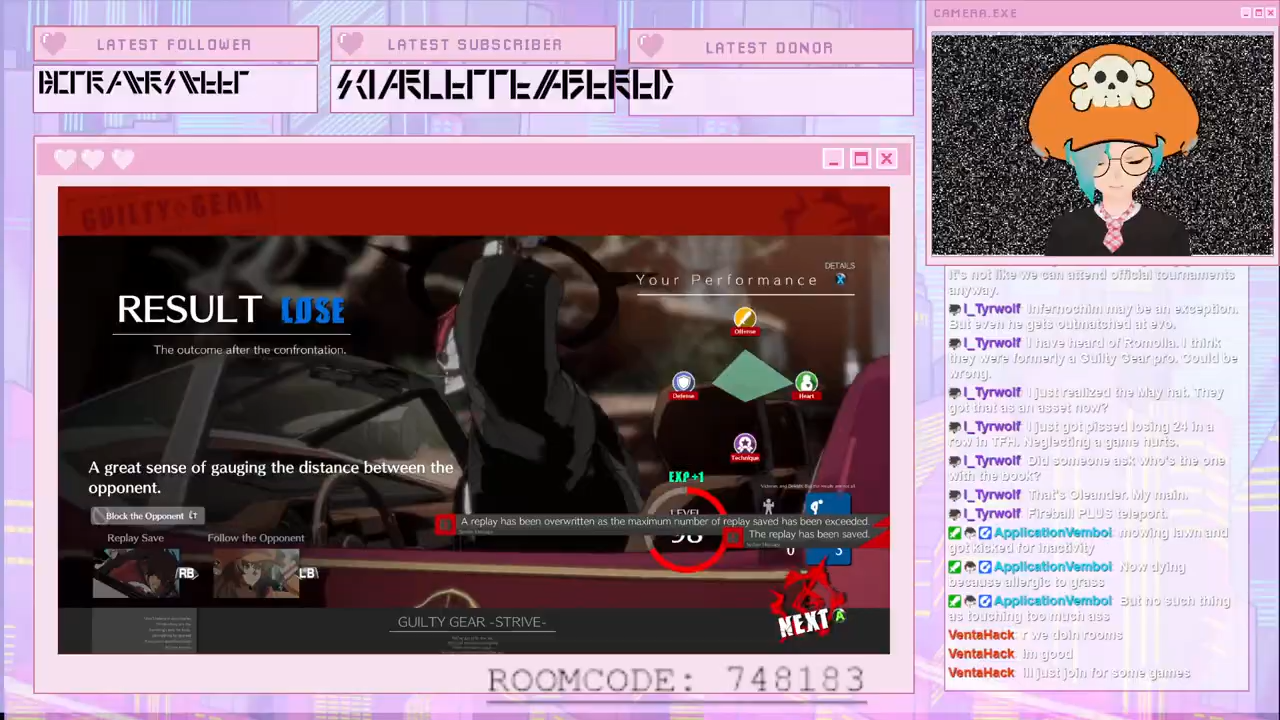 LATEST FOLLOWER
LATEST SUBSCRIBER
LATEST DONOR
CAMERA.EXE
GUILTY GEAR
RESULT LOSE
The outcome after the confrontation.
DETAILS
Your Performance
Offense
Defense
Heart
Technique
A great sense of gauging the distance between the
opponent.
Block the Opponent
Replay Save
Follow the Opponent
RB
LB
EXP+1
LEVEL
98
A replay has been overwritten as the maximum number of replay saved has been exceeded.
The replay has been saved.
0
3
NEXT
GUILTY GEAR -STRIVE-
ROOMCODE: 748183
It's not like we can attend official tournaments
anyway.
I_Tyrwolf Infernochim may be an exception.
But even he gets outmatched at evo.
I_Tyrwolf I have heard of Romolla. I think
they were formerly a Guilty Gear pro. Could be
wrong.
I_Tyrwolf I just realized the May hat. They
got that as an asset now?
I_Tyrwolf I just got pissed losing 24 in a
row in TFH. Neglecting a game hurts.
I_Tyrwolf Did someone ask who's the one
with the book?
I_Tyrwolf That's Oleander. My main.
I_Tyrwolf Fireball PLUS teleport.
ApplicationVemboi mowing lawn and
got kicked for inactivity
ApplicationVemboi Now dying
because allergic to grass
ApplicationVemboi But no such thing
as touching to much ass
VentaHack we doin rooms
VentaHack im good
VentaHack ill just join for some games